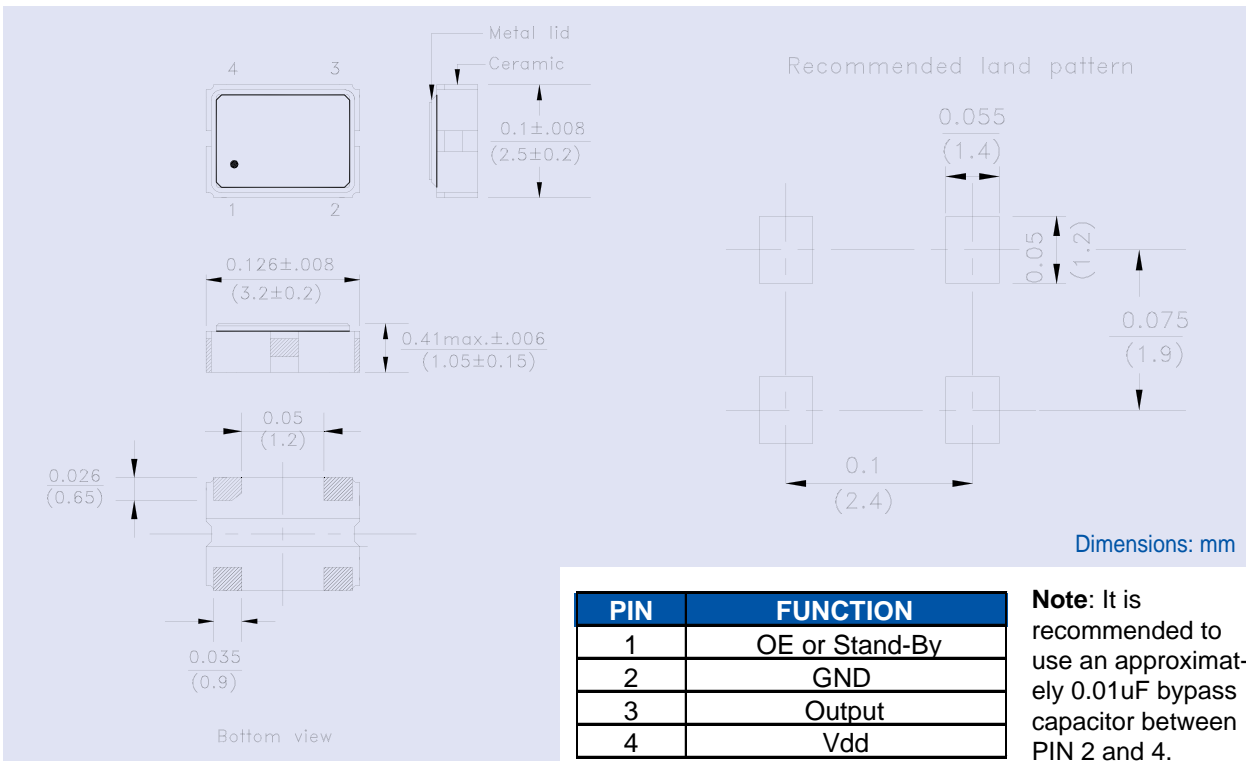 Metal lid
Ceramic
4 3
1 2
0.1±.008
(2.5±0.2)
0.126±.008
(3.2±0.2)
0.41max.±.006
(1.05±0.15)
0.05
(1.2)
0.026
(0.65)
0.035
(0.9)
Bottom view
Recommended land pattern
0.055
(1.4)
0.05
(1.2)
0.075
(1.9)
0.1
(2.4)
Dimensions: mm
PIN FUNCTION
1 OE or Stand-By
2 GND
3 Output
4 Vdd
Note: It is
recommended to
use an approximat-
ely 0.01uF bypass
capacitor between
PIN 2 and 4.